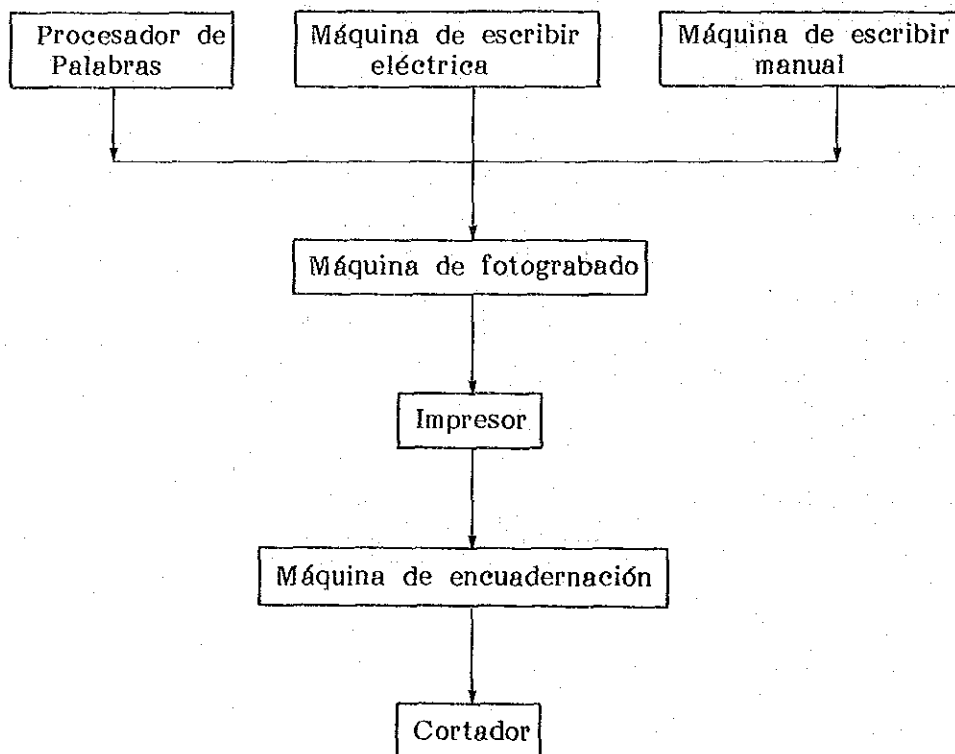 Procesador de
Palabras
Máquina de escribir
eléctrica
Máquina de escribir
manual
Máquina de fotograbado
Impresor
Máquina de encuadernación
Cortador